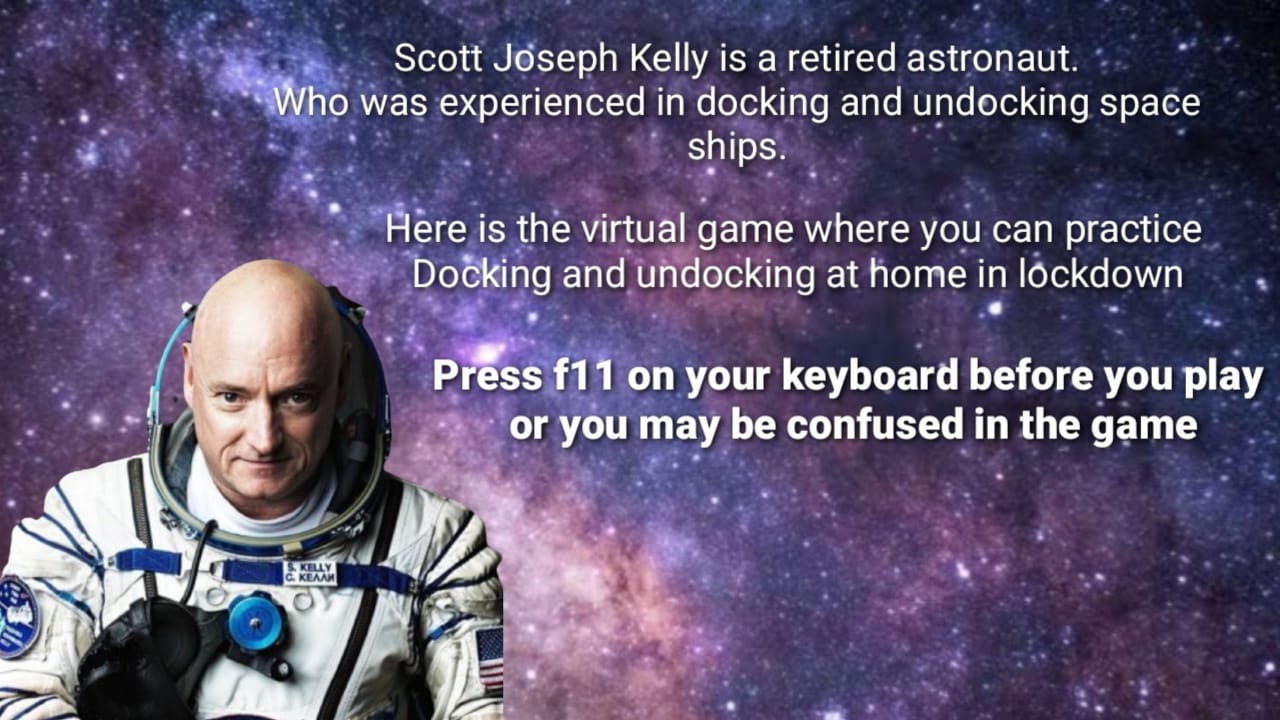 Scott Joseph Kelly is a retired astronaut.
Who was experienced in docking and undocking space
ships.
Here is the virtual game where you can practice
Docking and undocking at home in lockdown
Press f11 on your keyboard before you play
or you may be confused in the game
S. KELLY
С. КЕЛЛИ